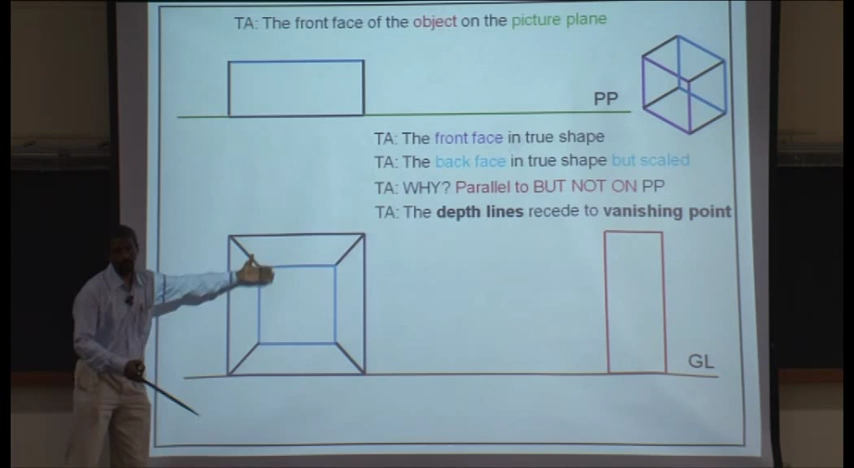 TA: The front face of the object on the picture plane
PP
TA: The front face in true shape
TA: The back face in true shape but scaled
TA: WHY? Parallel to BUT NOT ON PP
TA: The depth lines recede to vanishing point
GL